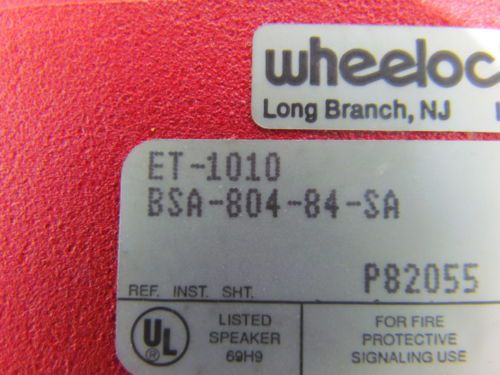 wheeloc
Long Branch, NJ
ET-1010
BSA-804-84-SA
REF. INST. SHT. P82055
UL ® LISTED SPEAKER 69H9
FOR FIRE PROTECTIVE SIGNALING USE